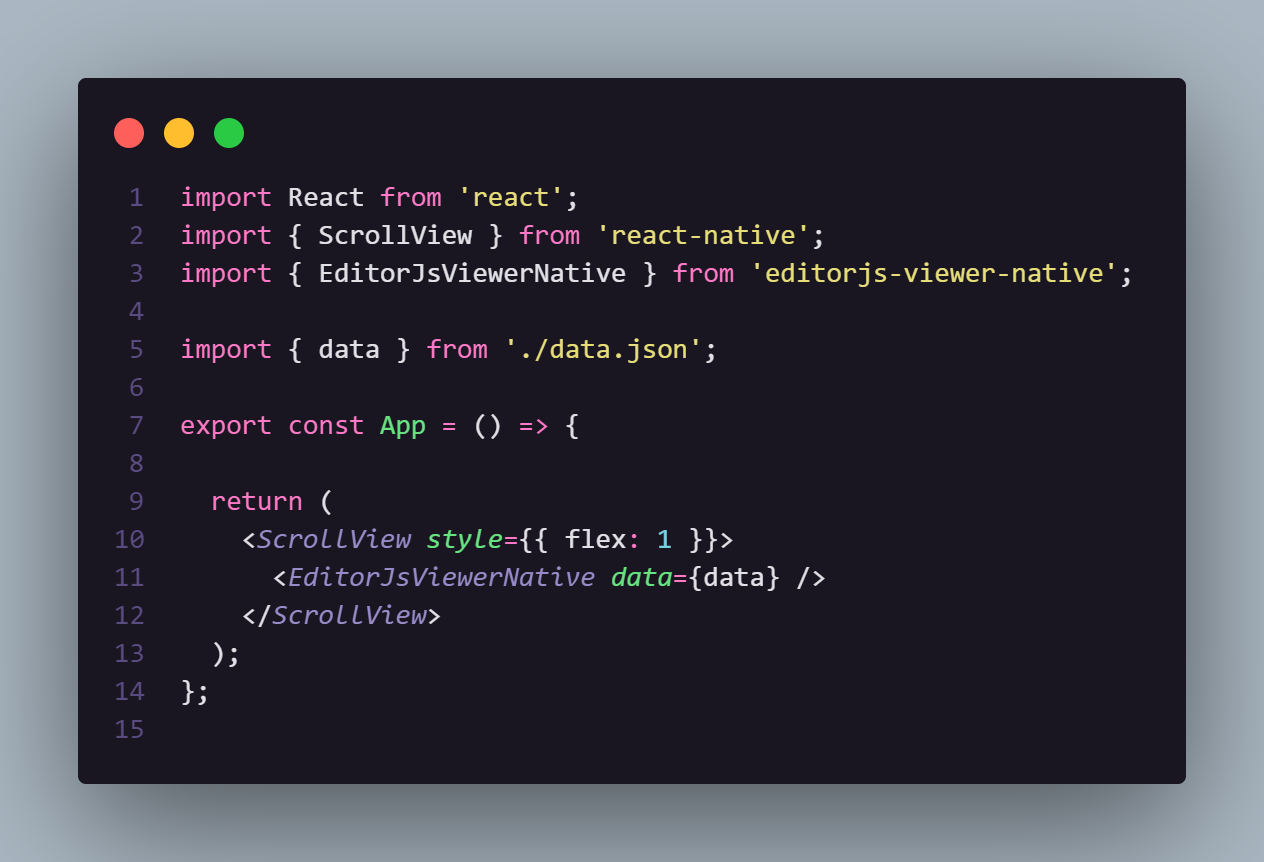 1 import React from 'react';
2 import { ScrollView } from 'react-native';
3 import { EditorJsViewerNative } from 'editorjs-viewer-native';
4
5 import { data } from './data.json';
6
7 export const App = () => {
8
9   return (
10     <ScrollView style={{ flex: 1 }}>
11       <EditorJsViewerNative data={data} />
12     </ScrollView>
13   );
14 };
15